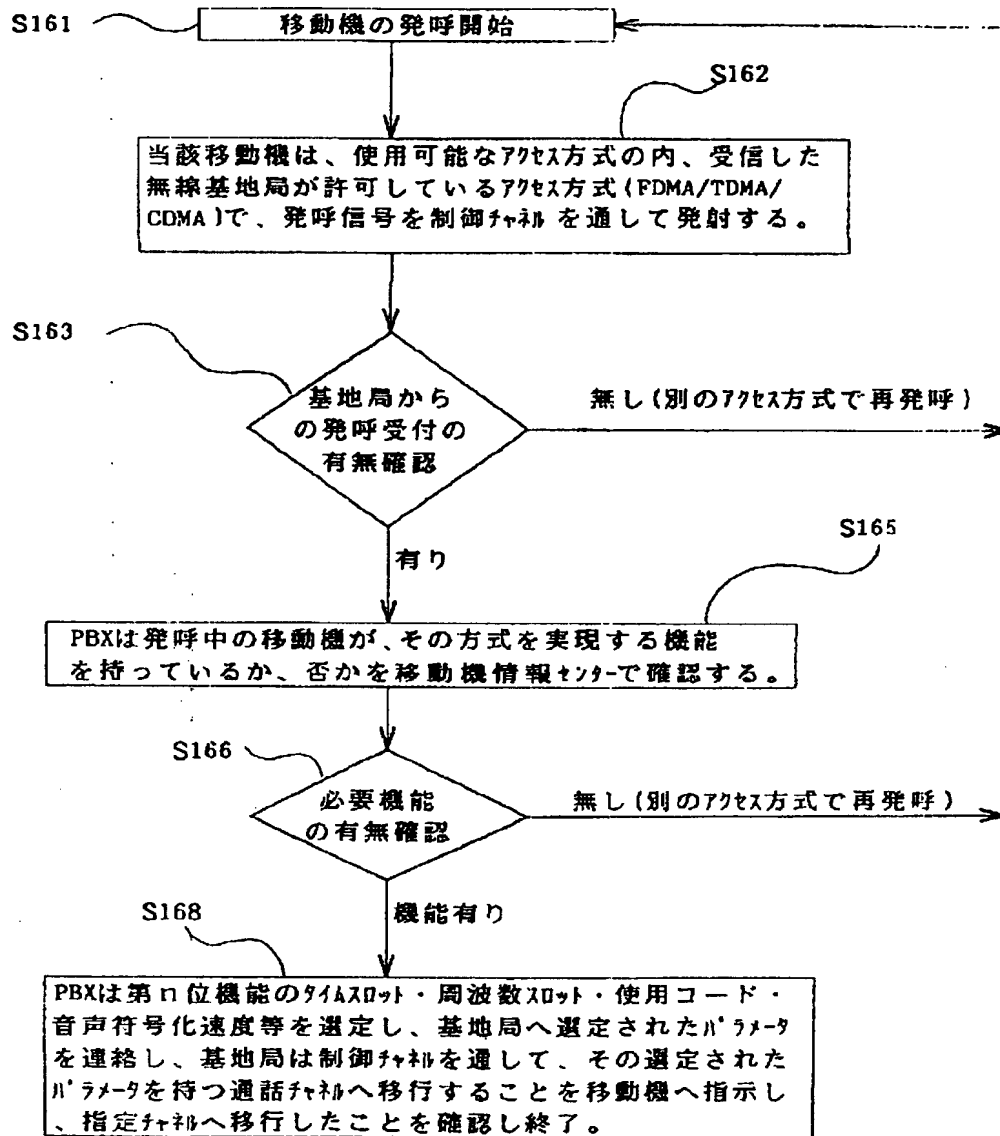 S161
移動機の発呼開始
S162
当該移動機は、使用可能なｱｸｾｽ方式の内、受信した
無線基地局が許可しているｱｸｾｽ方式(FDMA/TDMA/
CDMA)で、発呼信号を制御ﾁｬﾈﾙ を通して発射する。
S163
基地局から
の発呼受付の
有無確認
無し(別のｱｸｾｽ方式で再発呼)
有り
S165
PBXは発呼中の移動機が、その方式を実現する機能
を持っているか、否かを移動機情報ｾﾝﾀｰで確認する。
S166
必要機能
の有無確認
無し(別のｱｸｾｽ方式で再発呼)
機能有り
S168
PBXは第n位機能のﾀｲﾑｽﾛｯﾄ・周波数ｽﾛｯﾄ・使用コード・
音声符号化速度等を選定し、基地局へ選定されたﾊﾟﾗﾒｰﾀ
を連絡し、基地局は制御ﾁｬﾈﾙを通して、その選定された
ﾊﾟﾗﾒｰﾀを持つ通話ﾁｬﾈﾙへ移行することを移動機へ指示し
、指定ﾁｬﾈﾙへ移行したことを確認し終了。